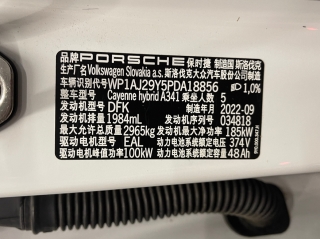 品牌 PORSCHE 保时捷 制造国 斯洛伐克
生产厂名 Volkswagen Slovakia a.s. 斯洛伐克大众汽车股份公司制造
车辆识别代号 WP1AJ29Y5PDA18856 1,0%
整车型号 Cayenne hybrid A341 乘坐人数 5
发动机型号 DFK 制造年月 2022-09
发动机排量 1984mL 发动机序列号 034818
最大允许总质量 2965kg 发动机最大净功率 185kW
驱动电机型号 EAL 动力电池系统额定电压 374V
驱动电机峰值功率 100kW 动力电池系统额定容量 48Ah